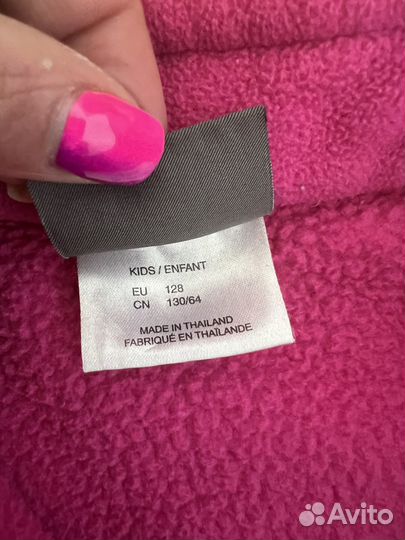 KIDS / ENFANT
EU 128
CN 130/64
MADE IN THAILAND
FABRIQUÉ EN THAÏLANDE
Avito